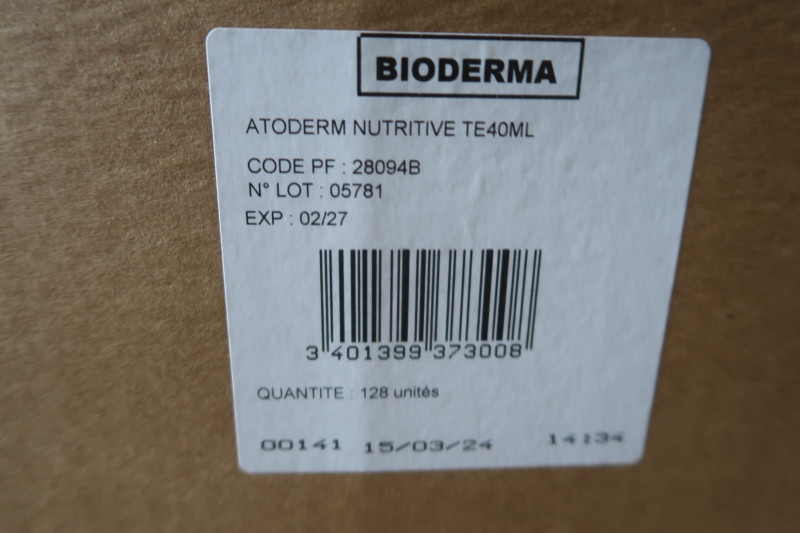 BIODERMA
ATODERM NUTRITIVE TE40ML
CODE PF : 28094B
N° LOT : 05781
EXP : 02/27
3 401399 373008
QUANTITE : 128 unités
00141 15/03/24 14:34